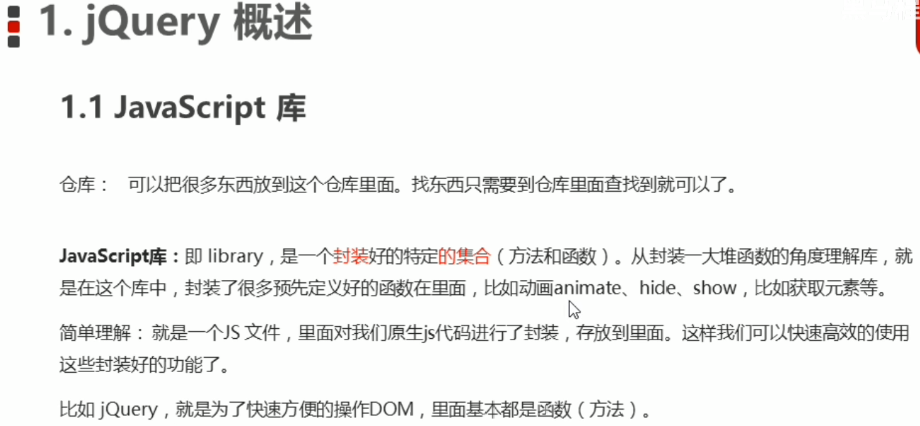 1. jQuery 概述
1.1 JavaScript 库
仓库： 可以把很多东西放到这个仓库里面。找东西只需要到仓库里面查找到就可以了。
JavaScript库：即 library，是一个封装好的特定的集合（方法和函数）。从封装一大堆函数的角度理解库，就
是在这个库中，封装了很多预先定义好的函数在里面，比如动画animate、hide、show，比如获取元素等。
简单理解： 就是一个JS 文件，里面对我们原生js代码进行了封装，存放到里面。这样我们可以快速高效的使用
这些封装好的功能了。
比如 jQuery，就是为了快速方便的操作DOM，里面基本都是函数（方法）。